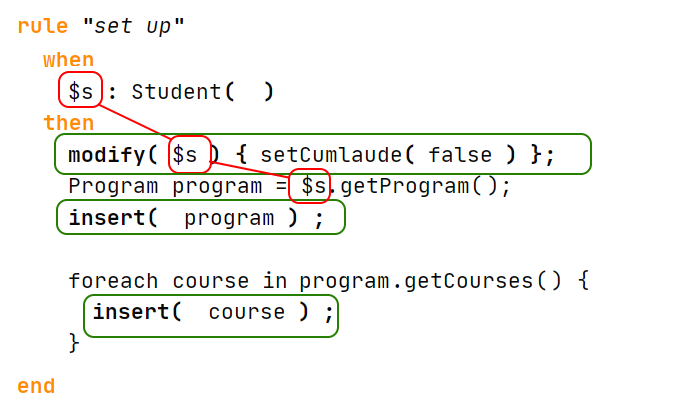 rule "set up"
when
$s : Student( )
then
modify( $s ) { setCumlaude( false ) };
Program program = $s.getProgram();
insert( program ) ;
foreach course in program.getCourses() {
insert( course ) ;
}
end